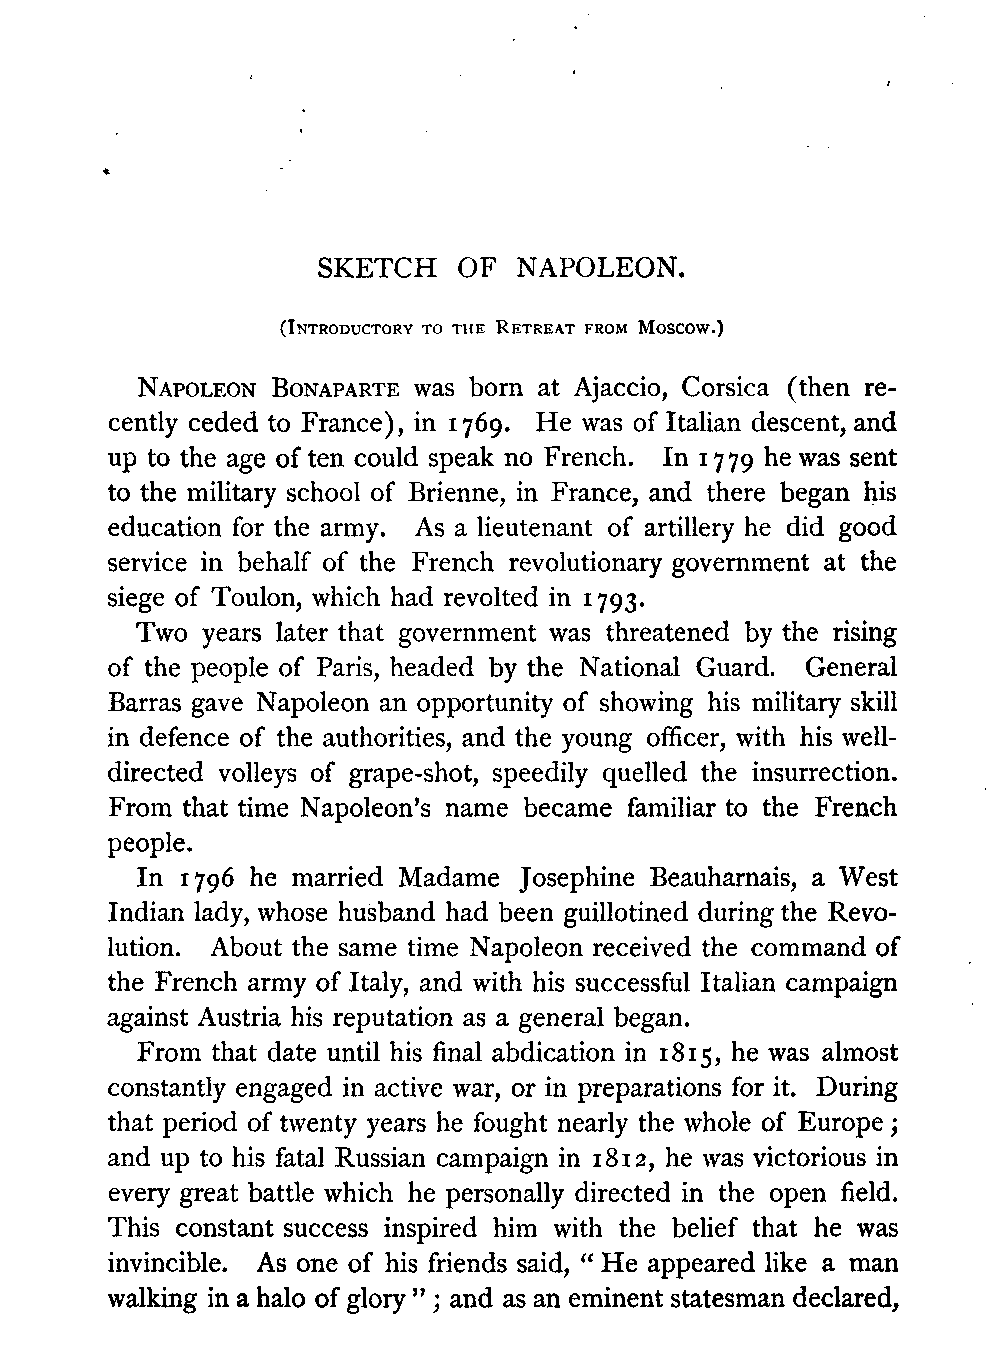 SKETCH OF NAPOLEON.
(Introductory to the Retreat from Moscow.)
Napoleon Bonaparte was born at Ajaccio, Corsica (then re-
cently ceded to France), in 1769. He was of Italian descent, and
up to the age of ten could speak no French. In 1779 he was sent
to the military school of Brienne, in France, and there began his
education for the army. As a lieutenant of artillery he did good
service in behalf of the French revolutionary government at the
siege of Toulon, which had revolted in 1793.
Two years later that government was threatened by the rising
of the people of Paris, headed by the National Guard. General
Barras gave Napoleon an opportunity of showing his military skill
in defence of the authorities, and the young officer, with his well-
directed volleys of grape-shot, speedily quelled the insurrection.
From that time Napoleon's name became familiar to the French
people.
In 1796 he married Madame Josephine Beauharnais, a West
Indian lady, whose husband had been guillotined during the Revo-
lution. About the same time Napoleon received the command of
the French army of Italy, and with his successful Italian campaign
against Austria his reputation as a general began.
From that date until his final abdication in 1815, he was almost
constantly engaged in active war, or in preparations for it. During
that period of twenty years he fought nearly the whole of Europe;
and up to his fatal Russian campaign in 1812, he was victorious in
every great battle which he personally directed in the open field.
This constant success inspired him with the belief that he was
invincible. As one of his friends said, "He appeared like a man
walking in a halo of glory"; and as an eminent statesman declared,